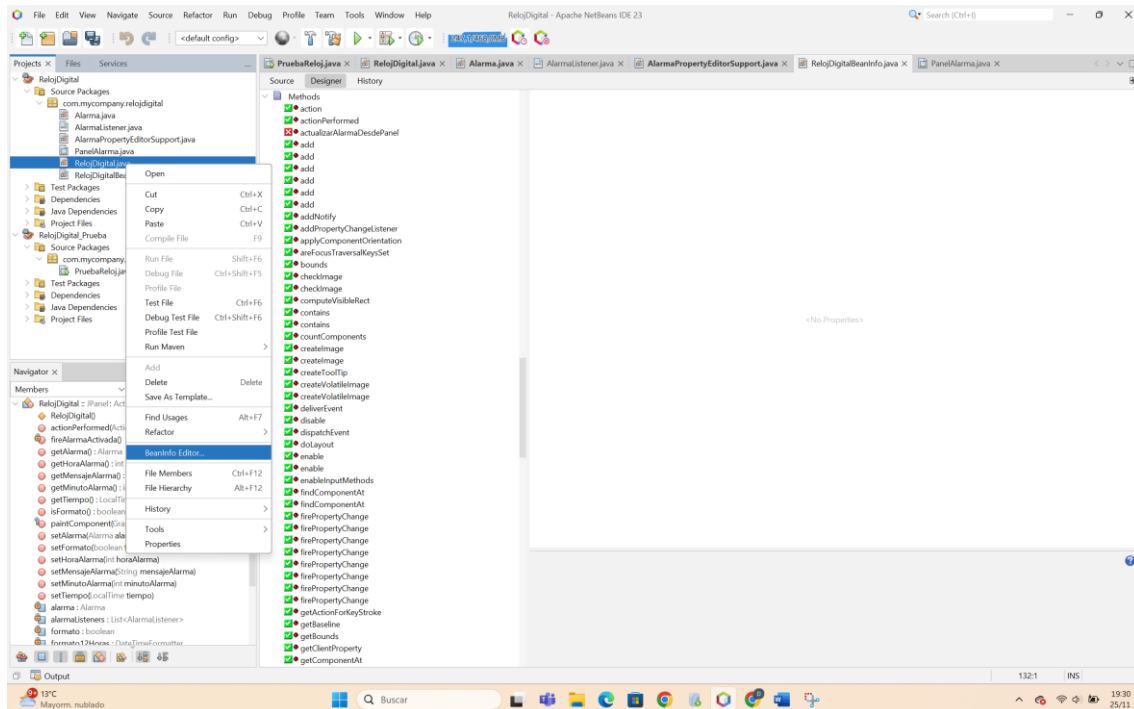 File Edit View Navigate Source Refactor Run Debug Profile Team Tools Window Help RelojDigital - Apache NetBeans IDE 23 Search (Ctrl+I)
<default config>
Projects Files Services
PruebaReloj.java RelojDigital.java Alarma.java AlarmaListener.java AlarmaPropertyEditorSupport.java RelojDigitalBeanInfo.java PanelAlarma.java
Source Designer History
RelojDigital
Source Packages
com.mycompany.relojdigital
Alarma.java
AlarmaListener.java
AlarmaPropertyEditorSupport.java
PanelAlarma.java
RelojDigital.java
RelojDigitalBea
Test Packages
Dependencies
Java Dependencies
Project Files
RelojDigital_Prueba
Source Packages
com.mycompany.
PruebaReloj.jav
Test Packages
Dependencies
Java Dependencies
Project Files
Open
Cut Ctrl+X
Copy Ctrl+C
Paste Ctrl+V
Compile File F9
Run File Shift+F6
Debug File Ctrl+Shift+F5
Profile File
Test File Ctrl+F6
Debug Test File Ctrl+Shift+F6
Profile Test File
Run Maven
Add
Delete Delete
Save As Template...
Find Usages Alt+F7
Refactor
BeanInfo Editor...
File Members Ctrl+F12
File Hierarchy Alt+F12
History
Tools
Properties
Navigator
Members
RelojDigital :: JPanel : Act
RelojDigital()
actionPerformed(Acti
fireAlarmaActivada()
getAlarma() : Alarma
getHoraAlarma() : int
getMensajeAlarma() :
getMinutoAlarma() : i
getTiempo() : LocalTi
isFormato() : boolean
paintComponent(Gra
setAlarma(Alarma ala
setFormato(boolean
setHoraAlarma(int horaAlarma)
setMensajeAlarma(String mensajeAlarma)
setMinutoAlarma(int minutoAlarma)
setTiempo(LocalTime tiempo)
alarma : Alarma
alarmaListeners : List<AlarmaListener>
formato : boolean
formato12Horas : DateTimeFormatter
Methods
action
actionPerformed
actualizarAlarmaDesdePanel
add
add
add
add
add
add
addNotify
addPropertyChangeListener
applyComponentOrientation
areFocusTraversalKeysSet
bounds
checkImage
checkImage
computeVisibleRect
contains
contains
countComponents
createImage
createImage
createToolTip
createVolatileImage
createVolatileImage
deliverEvent
disable
dispatchEvent
doLayout
enable
enable
enableInputMethods
findComponentAt
findComponentAt
firePropertyChange
firePropertyChange
firePropertyChange
firePropertyChange
firePropertyChange
firePropertyChange
firePropertyChange
firePropertyChange
getActionForKeyStroke
getBaseline
getBounds
getClientProperty
getComponentAt
<No Properties>
Output 132:1 INS
9+ 13°C
Mayorm. nublado
Buscar
19:30
25/11